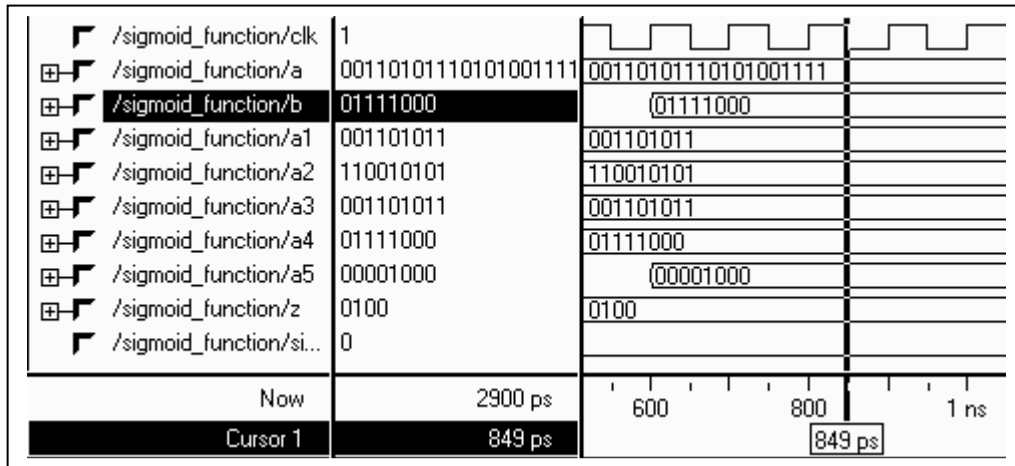 /sigmoid_function/clk 1
/sigmoid_function/a 00110101110101001111 00110101110101001111
/sigmoid_function/b 01111000 01111000
/sigmoid_function/a1 001101011 001101011
/sigmoid_function/a2 110010101 110010101
/sigmoid_function/a3 001101011 001101011
/sigmoid_function/a4 01111000 01111000
/sigmoid_function/a5 00001000 00001000
/sigmoid_function/z 0100 0100
/sigmoid_function/si... 0
Now 2900 ps 600 800 1 ns
Cursor 1 849 ps 849 ps